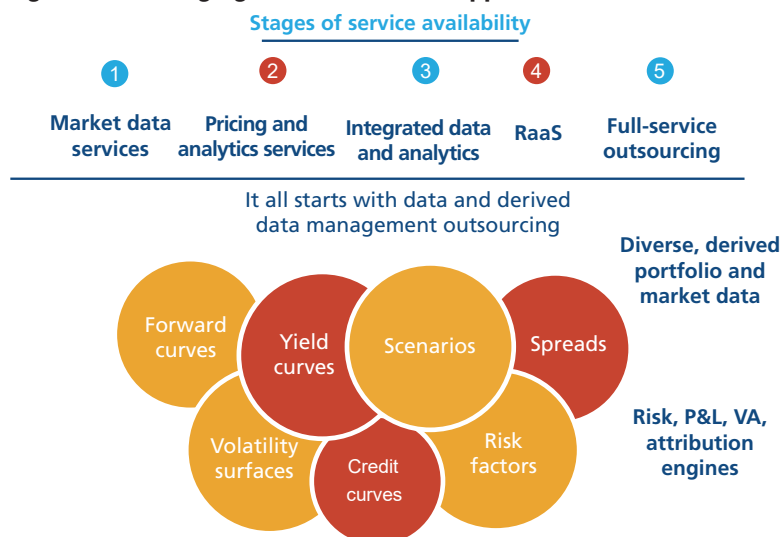 Stages of service availability
1
2
3
4
5
Market data
services
Pricing and
analytics services
Integrated data
and analytics
RaaS
Full-service
outsourcing
It all starts with data and derived
data management outsourcing
Diverse, derived
portfolio and
market data
Forward
curves
Yield
curves
Scenarios
Spreads
Volatility
surfaces
Credit
curves
Risk
factors
Risk, P&L, VA,
attribution
engines